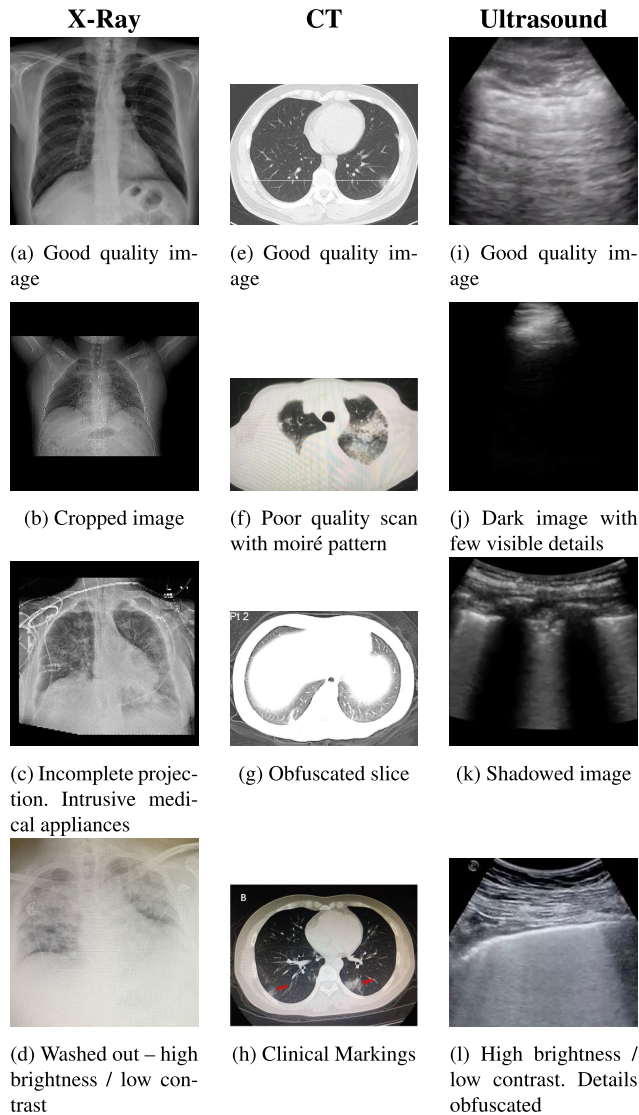 X-Ray
CT
Ultrasound
(a) Good quality im-
age
(e) Good quality im-
age
(i) Good quality im-
age
(b) Cropped image
(f) Poor quality scan
with moiré pattern
(j) Dark image with
few visible details
Pt 2
(c) Incomplete projec-
tion. Intrusive medi-
cal appliances
(g) Obfuscated slice
(k) Shadowed image
B
(d) Washed out – high
brightness / low con-
trast
(h) Clinical Markings
(l) High brightness /
low contrast. Details
obfuscated